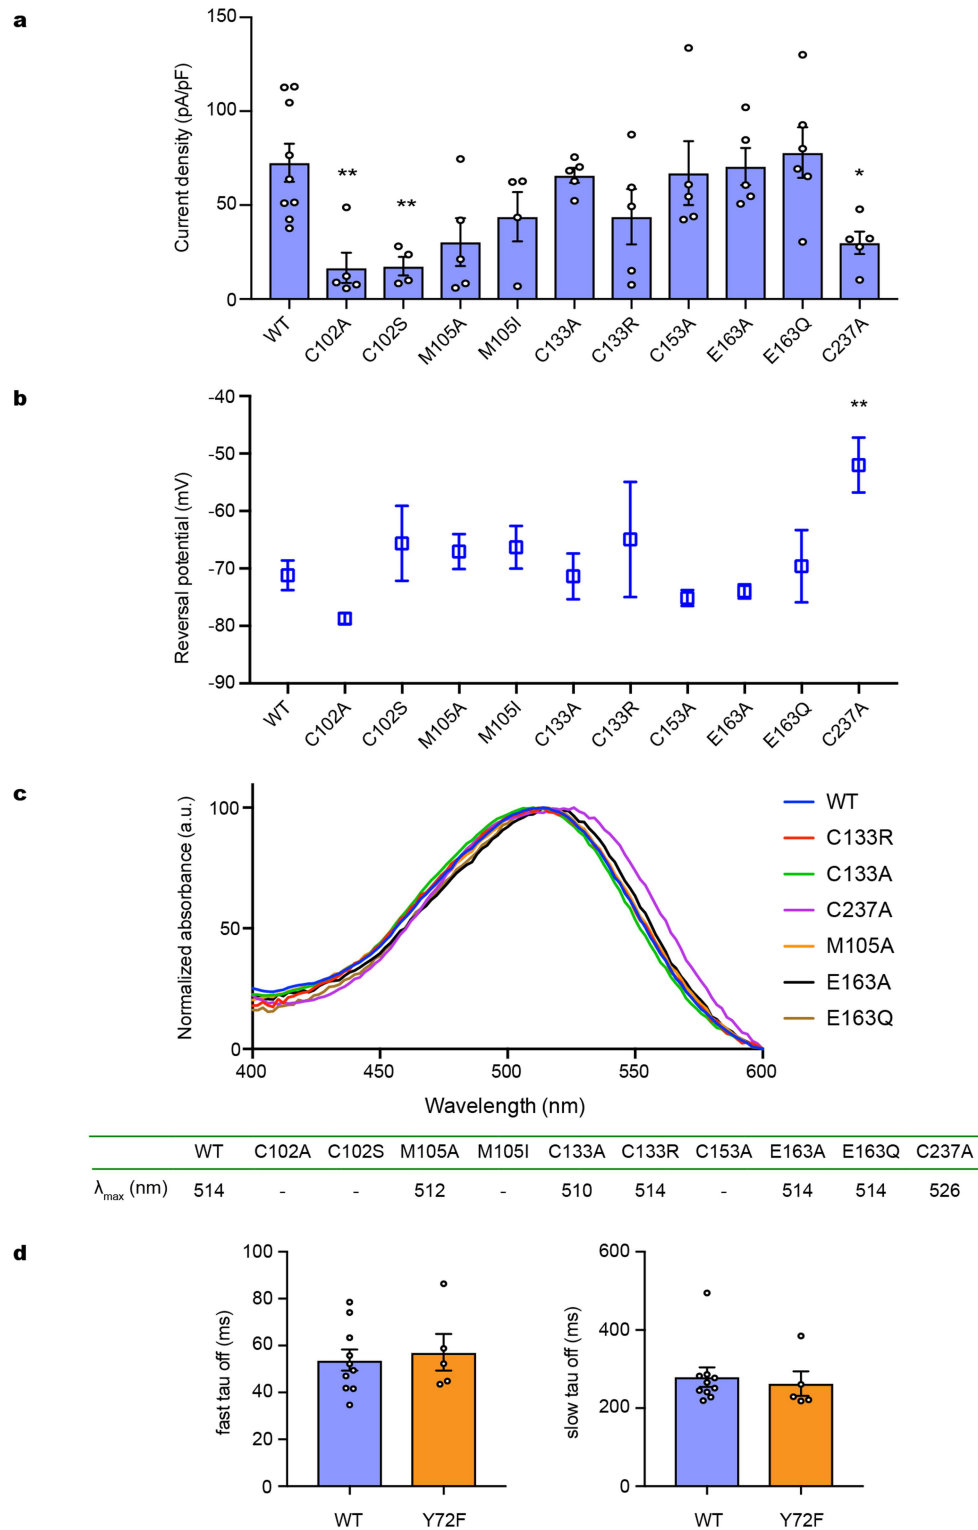 a
Current density (pA/pF)
150
100
50
0
**
**
*
WT C102A C102S M105A M105I C133A C133R C153A E163A E163Q C237A
b
Reversal potential (mV)
-40
-50
-60
-70
-80
-90
**
WT C102A C102S M105A M105I C133A C133R C153A E163A E163Q C237A
c
Normalized absorbance (a.u.)
100
50
0
400 450 500 550 600
Wavelength (nm)
WT
C133R
C133A
C237A
M105A
E163A
E163Q
WT C102A C102S M105A M105I C133A C133R C153A E163A E163Q C237A
λmax (nm) 514 - - 512 - 510 514 - 514 514 526
d
fast tau off (ms)
100
80
60
40
20
0
WT Y72F
slow tau off (ms)
600
400
200
0
WT Y72F